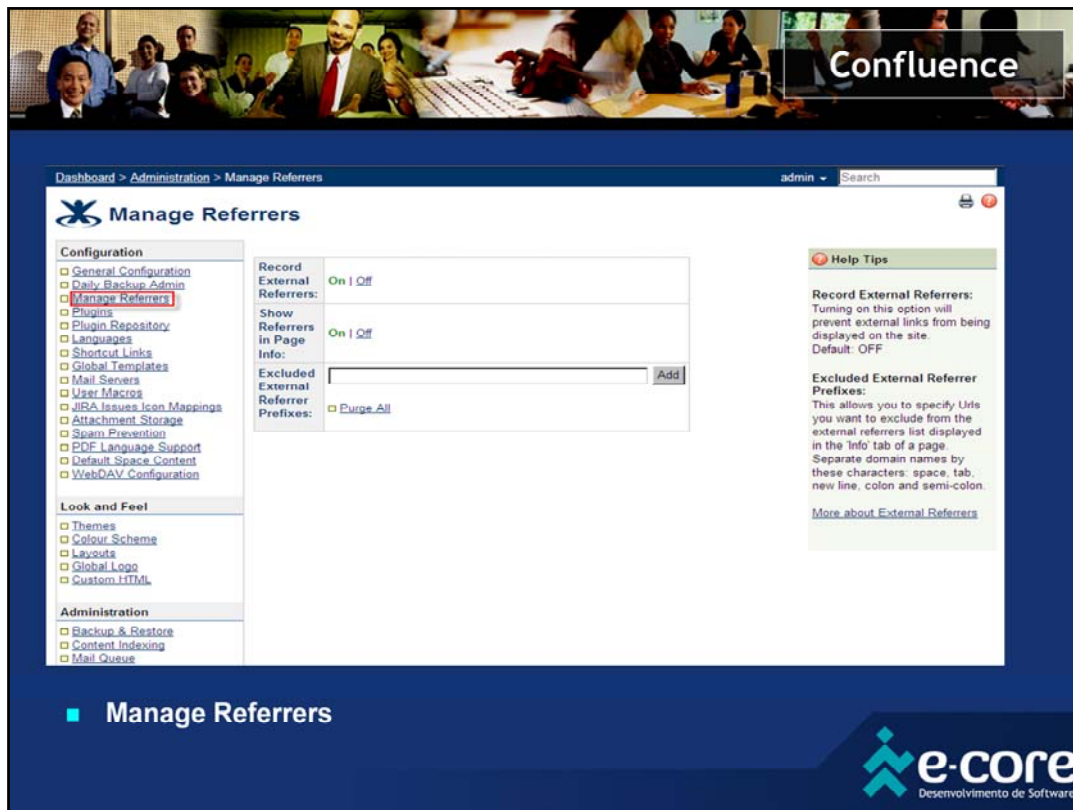 Confluence
Dashboard > Administration > Manage Referrers
admin
Search
Manage Referrers
Configuration
General Configuration
Daily Backup Admin
Manage Referrers
Plugins
Plugin Repository
Languages
Shortcut Links
Global Templates
Mail Servers
User Macros
JIRA Issues Icon Mappings
Attachment Storage
Spam Prevention
PDF Language Support
Default Space Content
WebDAV Configuration
Look and Feel
Themes
Colour Scheme
Layouts
Global Logo
Custom HTML
Administration
Backup & Restore
Content Indexing
Mail Queue
Record
External
Referrers:
On | Off
Show
Referrers
in Page
Info:
On | Off
Excluded
External
Referrer
Prefixes:
Add
Purge All
Help Tips
Record External Referrers:
Turning on this option will
prevent external links from being
displayed on the site.
Default: OFF
Excluded External Referrer
Prefixes:
This allows you to specify Urls
you want to exclude from the
external referrers list displayed
in the 'Info' tab of a page.
Separate domain names by
these characters: space, tab,
new line, colon and semi-colon.
More about External Referrers
Manage Referrers
e-core
Desenvolvimento de Software